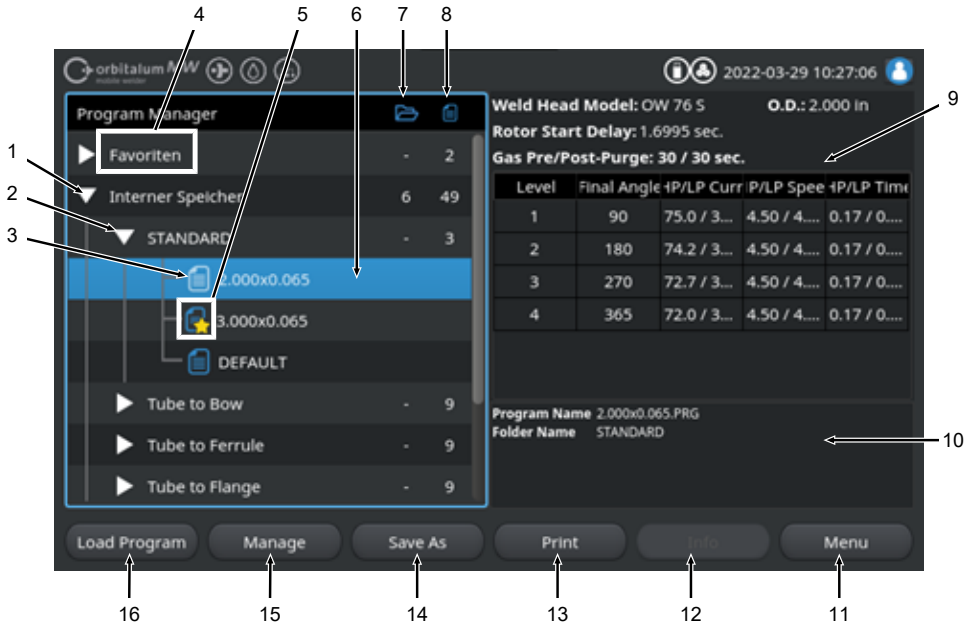 4 5 6 7 8
orbitalum MW
mobile welder
2022-03-29 10:27:06
Program Manager
Weld Head Model: OW 76 S O.D.: 2.000 in
9
Rotor Start Delay: 1.6995 sec.
Gas Pre/Post-Purge: 30 / 30 sec.
1
Favoriten - 2
Level Final Angle HP/LP Curr P/LP Spee HP/LP Time
2
Interner Speicher 6 49
1 90 75.0 / 3... 4.50 / 4.... 0.17 / 0....
3
STANDARD - 3
2 180 74.2 / 3... 4.50 / 4.... 0.17 / 0....
2.000x0.065
3 270 72.7 / 3... 4.50 / 4.... 0.17 / 0....
3.000x0.065
4 365 72.0 / 3... 4.50 / 4.... 0.17 / 0....
DEFAULT
Tube to Bow - 9
Program Name 2.000x0.065.PRG
Folder Name STANDARD
10
Tube to Ferrule - 9
Tube to Flange - 9
Load Program Manage Save As Print Info Menu
16 15 14 13 12 11